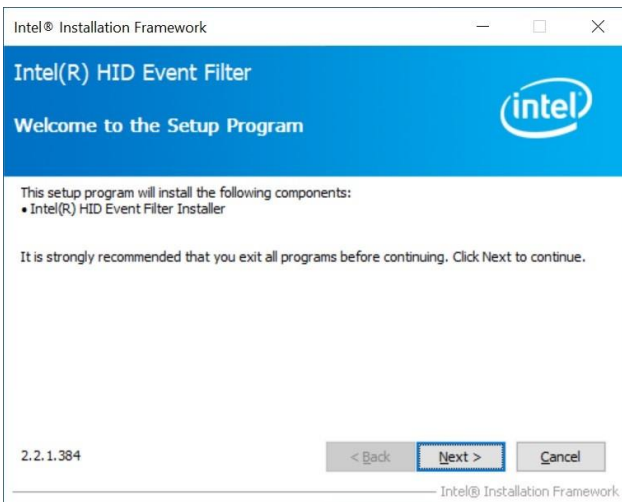 Intel® Installation Framework
Intel(R) HID Event Filter
Welcome to the Setup Program
intel
This setup program will install the following components:
• Intel(R) HID Event Filter Installer
It is strongly recommended that you exit all programs before continuing. Click Next to continue.
2.2.1.384
< Back Next > Cancel
Intel® Installation Framework